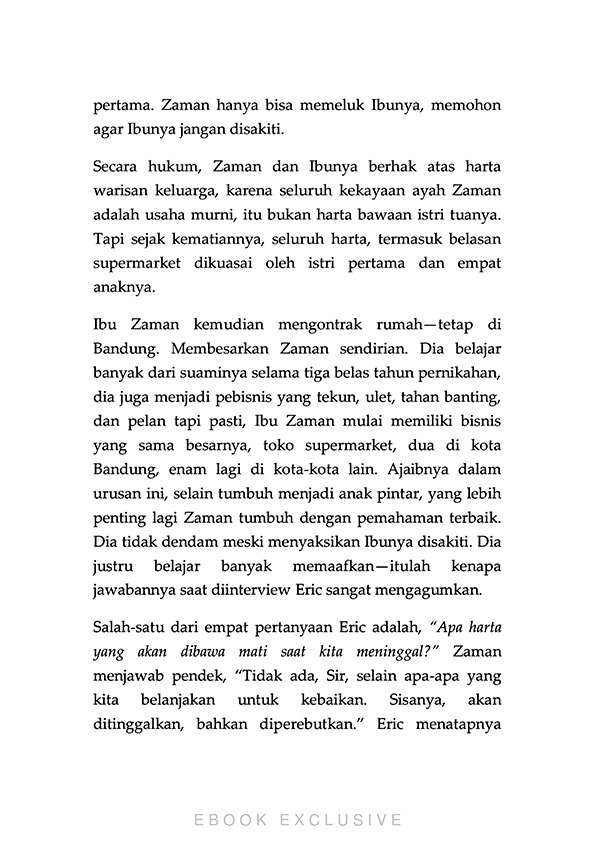 pertama. Zaman hanya bisa memeluk Ibunya, memohon
agar Ibunya jangan disakiti.
Secara hukum, Zaman dan Ibunya berhak atas harta
warisan keluarga, karena seluruh kekayaan ayah Zaman
adalah usaha murni, itu bukan harta bawaan istri tuanya.
Tapi sejak kematiannya, seluruh harta, termasuk belasan
supermarket dikuasai oleh istri pertama dan empat
anaknya.
Ibu Zaman kemudian mengontrak rumah—tetap di
Bandung. Membesarkan Zaman sendirian. Dia belajar
banyak dari suaminya selama tiga belas tahun pernikahan,
dia juga menjadi pebisnis yang tekun, ulet, tahan banting,
dan pelan tapi pasti, Ibu Zaman mulai memiliki bisnis
yang sama besarnya, toko supermarket, dua di kota
Bandung, enam lagi di kota-kota lain. Ajaibnya dalam
urusan ini, selain tumbuh menjadi anak pintar, yang lebih
penting lagi Zaman tumbuh dengan pemahaman terbaik.
Dia tidak dendam meski menyaksikan Ibunya disakiti. Dia
justru belajar banyak memaafkan—itulah kenapa
jawabannya saat diinterview Eric sangat mengagumkan.
Salah-satu dari empat pertanyaan Eric adalah, “Apa harta
yang akan dibawa mati saat kita meninggal?” Zaman
menjawab pendek, “Tidak ada, Sir, selain apa-apa yang
kita belanjakan untuk kebaikan. Sisanya, akan
ditinggalkan, bahkan diperebutkan.” Eric menatapnya
EBOOK EXCLUSIVE